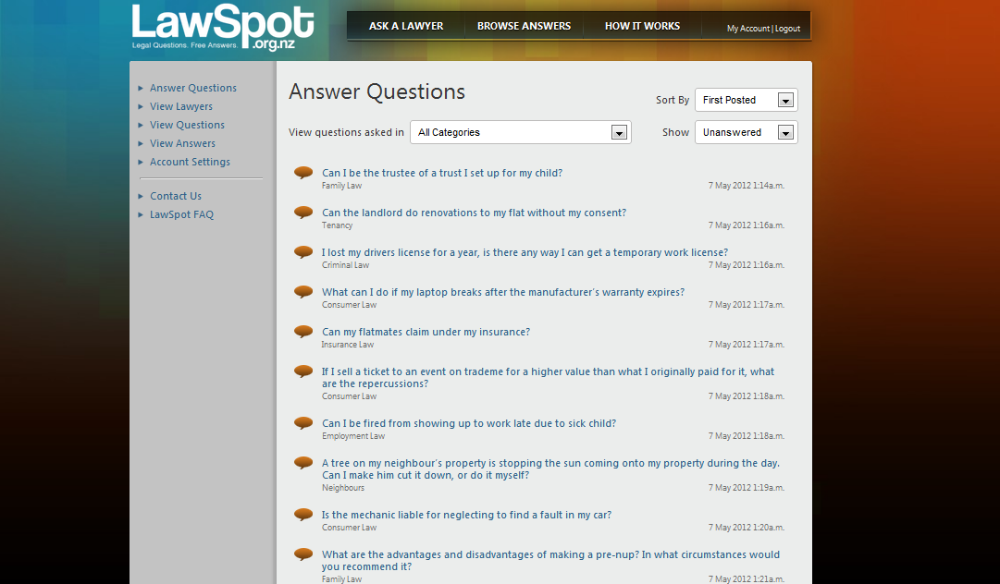 LawSpot
Legal Questions. Free Answers. .org.nz
ASK A LAWYER BROWSE ANSWERS HOW IT WORKS My Account | Logout
Answer Questions
View Lawyers
View Questions
View Answers
Account Settings
Contact Us
LawSpot FAQ
Answer Questions
Sort By First Posted
View questions asked in All Categories Show Unanswered
Can I be the trustee of a trust I set up for my child?
Family Law 7 May 2012 1:14a.m.
Can the landlord do renovations to my flat without my consent?
Tenancy 7 May 2012 1:16a.m.
I lost my drivers license for a year, is there any way I can get a temporary work license?
Criminal Law 7 May 2012 1:16a.m.
What can I do if my laptop breaks after the manufacturer's warranty expires?
Consumer Law 7 May 2012 1:17a.m.
Can my flatmates claim under my insurance?
Insurance Law 7 May 2012 1:17a.m.
If I sell a ticket to an event on trademe for a higher value than what I originally paid for it, what
are the repercussions?
Consumer Law 7 May 2012 1:18a.m.
Can I be fired from showing up to work late due to sick child?
Employment Law 7 May 2012 1:18a.m.
A tree on my neighbour's property is stopping the sun coming onto my property during the day.
Can I make him cut it down, or do it myself?
Neighbours 7 May 2012 1:19a.m.
Is the mechanic liable for neglecting to find a fault in my car?
Consumer Law 7 May 2012 1:20a.m.
What are the advantages and disadvantages of making a pre-nup? In what circumstances would
you recommend it?
Family Law 7 May 2012 1:21a.m.